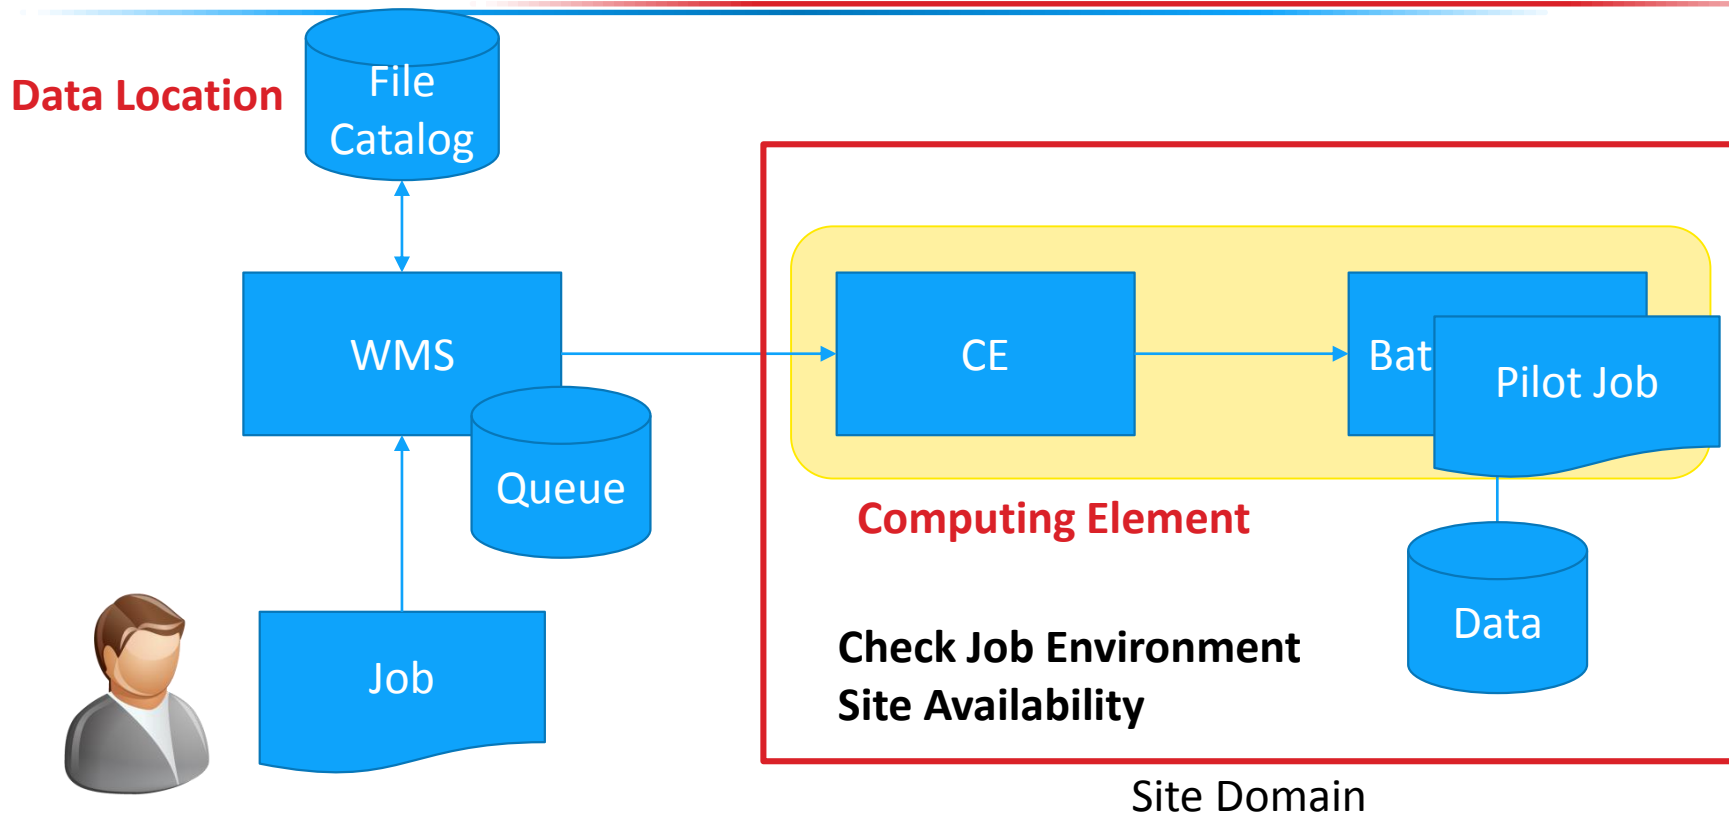 Data Location
File
Catalog
WMS
CE
Bat
Pilot Job
Queue
Computing Element
Data
Job
Check Job Environment
Site Availability
Site Domain